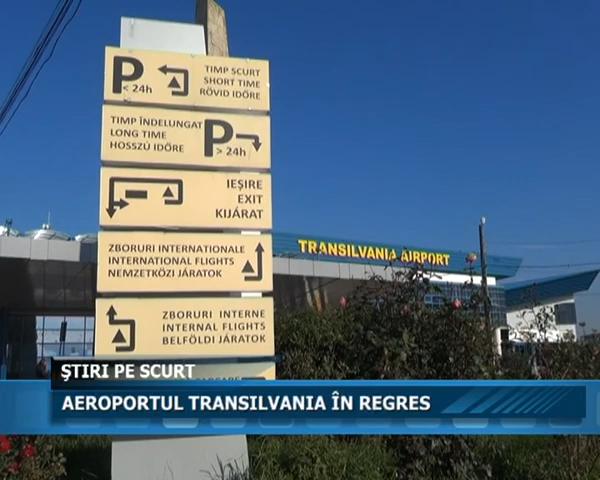 P
< 24h
TIMP SCURT
SHORT TIME
RÖVID IDŐRE
TIMP ÎNDELUNGAT
LONG TIME
HOSSZÚ IDŐRE
P
> 24h
IEŞIRE
EXIT
KIJÁRAT
ZBORURI INTERNATIONALE
INTERNATIONAL FLIGHTS
NEMZETKÖZI JÁRATOK
TRANSILVANIA AIRPORT
ZBORURI INTERNE
INTERNAL FLIGHTS
BELFÖLDI JÁRATOK
ŞTIRI PE SCURT
AEROPORTUL TRANSILVANIA ÎN REGRES